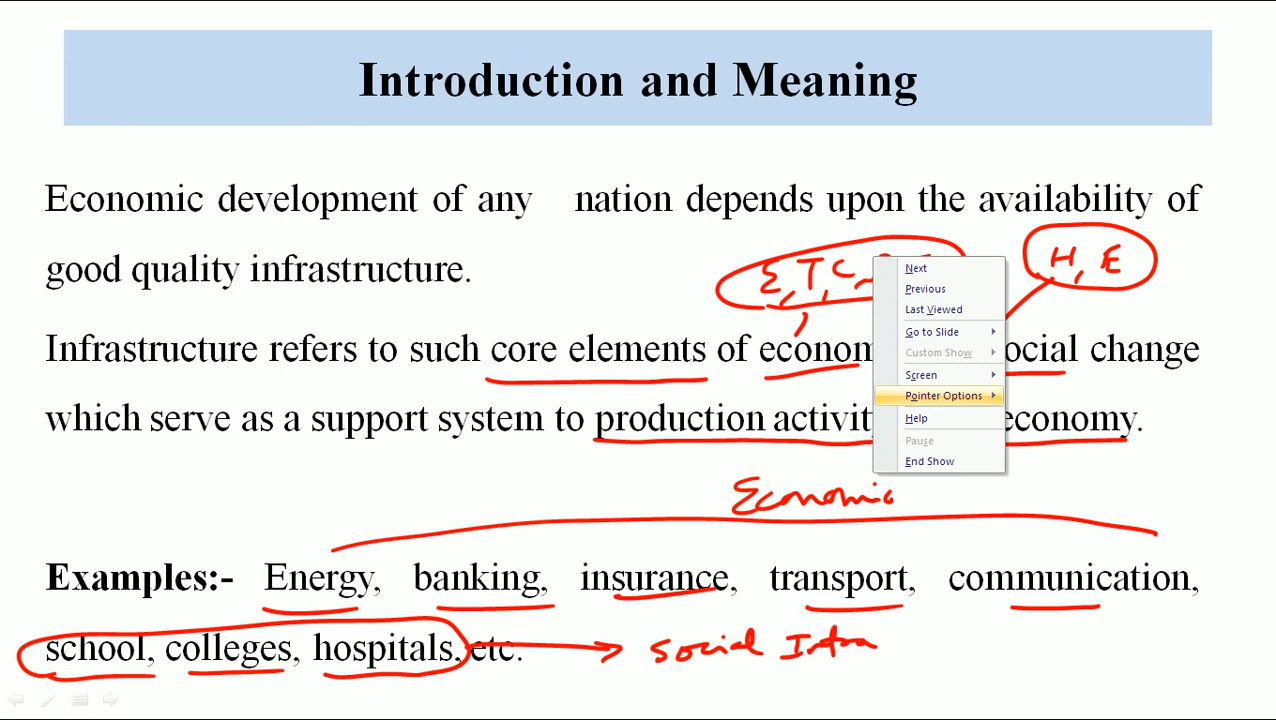 Introduction and Meaning
Economic development of any nation depends upon the availability of
good quality infrastructure.
E, T, C
H, E
Infrastructure refers to such core elements of econom ocial change
which serve as a support system to production activit economy.
Next
Previous
Last Viewed
Go to Slide
Custom Show
Screen
Pointer Options
Help
Pause
End Show
Economic
Examples:- Energy, banking, insurance, transport, communication,
school, colleges, hospitals, etc. Social Infra